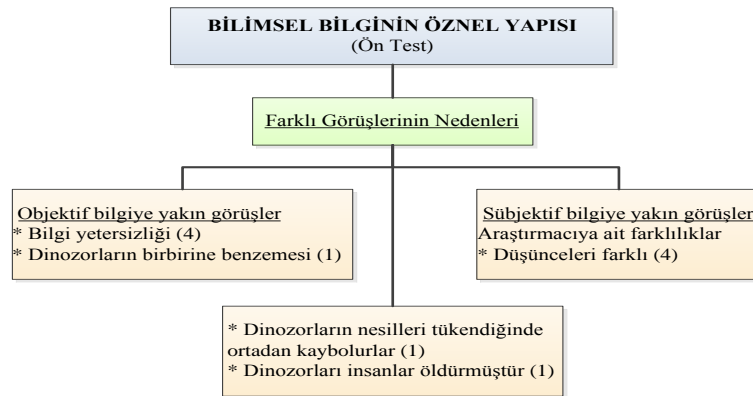 BİLİMSEL BİLGİNİN ÖZNEL YAPISI
(Ön Test)
Farklı Görüşlerinin Nedenleri
Objektif bilgiye yakın görüşler
* Bilgi yetersizliği (4)
* Dinozorların birbirine benzemesi (1)
Sübjektif bilgiye yakın görüşler
Araştırmacıya ait farklılıklar
* Düşünceleri farklı (4)
* Dinozorların nesilleri tükendiğinde
ortadan kaybolurlar (1)
* Dinozorları insanlar öldürmüştür (1)